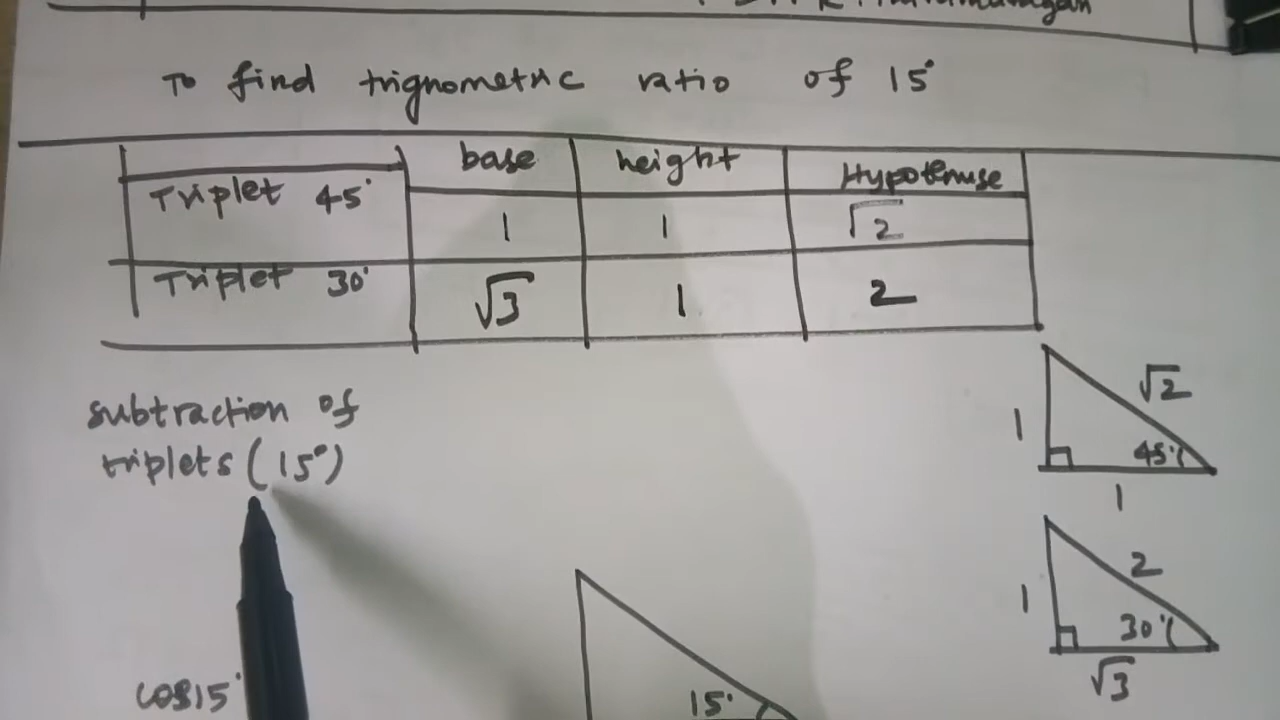 To find trignometric ratio of 15°
base height Hypotenuse
Triplet 45° 1 1 √2
Triplet 30° √3 1 2
subtraction of
triplets (15°)
√2
1
45°
1
2
1
30°
√3
cos15°
15°